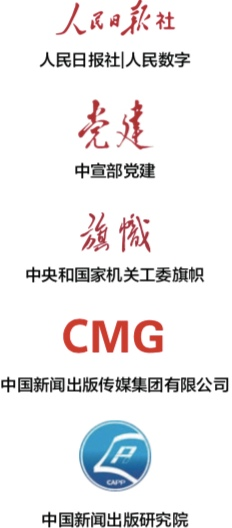 人民日报社
人民日报社|人民数字
党建
中宣部党建
旗帜
中央和国家机关工委旗帜
CMG
中国新闻出版传媒集团有限公司
CAPP
中国新闻出版研究院